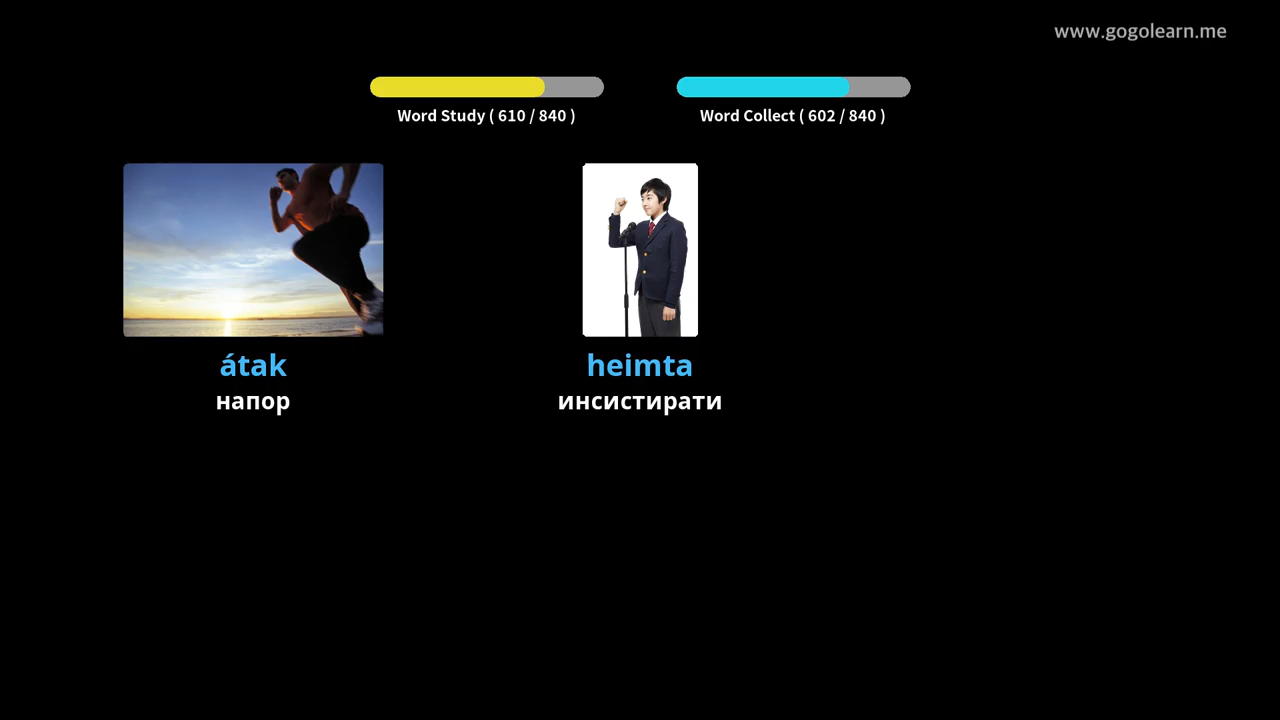 www.gogolearn.me
Word Study ( 610 / 840 )
Word Collect ( 602 / 840 )
átak
напор
heimta
инсистирати